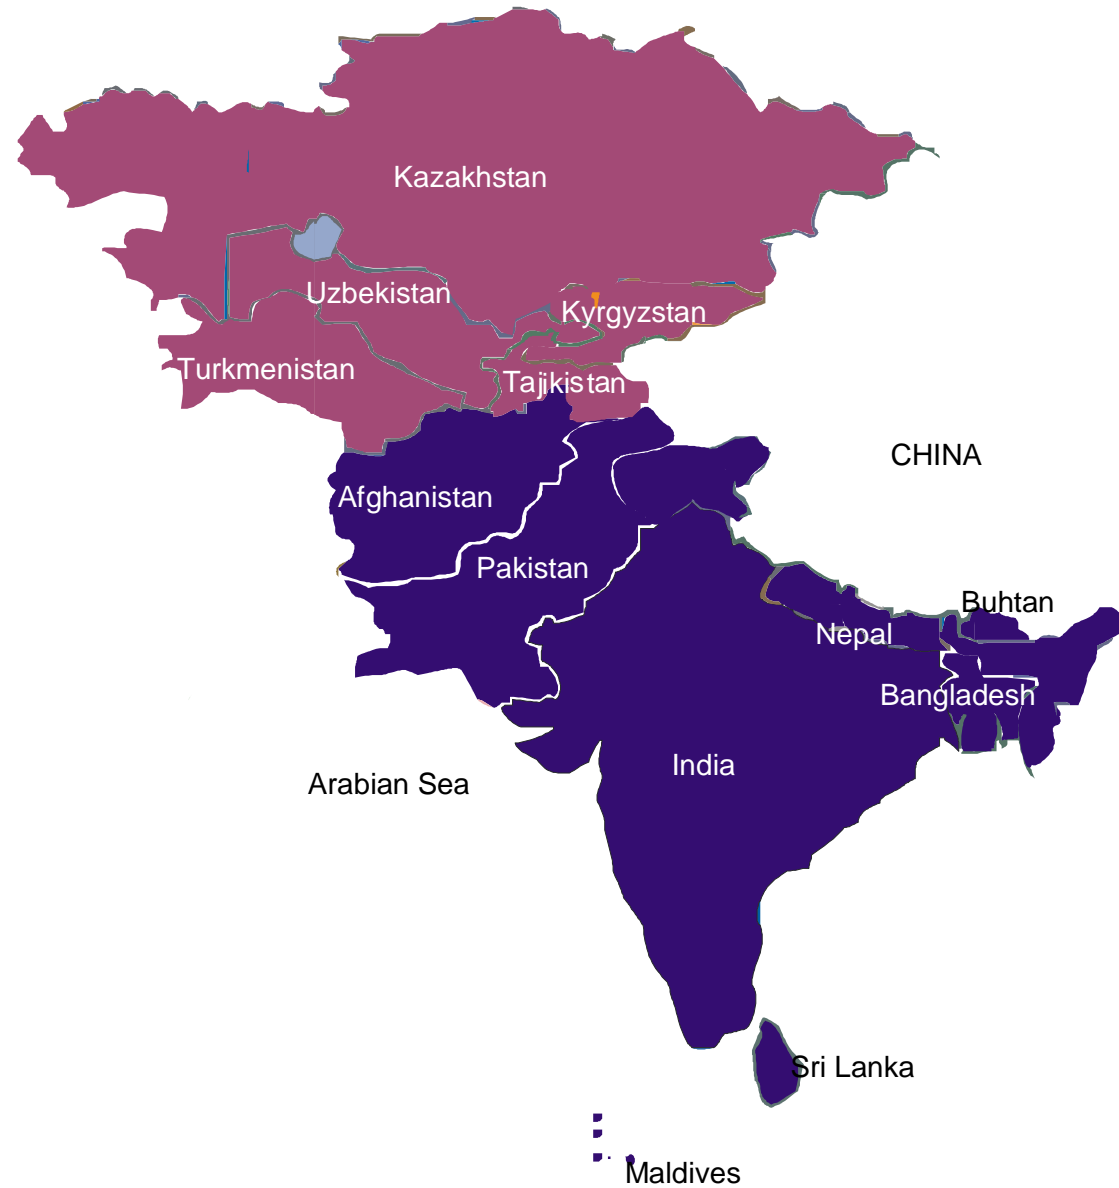 Kazakhstan
Uzbekistan
Kyrgyzstan
Turkmenistan
Tajikistan
CHINA
Afghanistan
Pakistan
Buhtan
Nepal
Bangladesh
India
Arabian Sea
Sri Lanka
Maldives